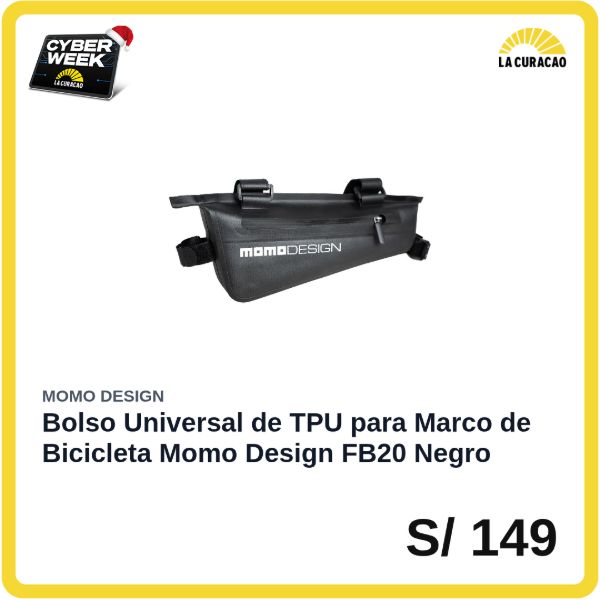 CYBER
WEEK
LA CURACAO
LA CURACAO
momoDESIGN
MOMO DESIGN
Bolso Universal de TPU para Marco de
Bicicleta Momo Design FB20 Negro
S/ 149